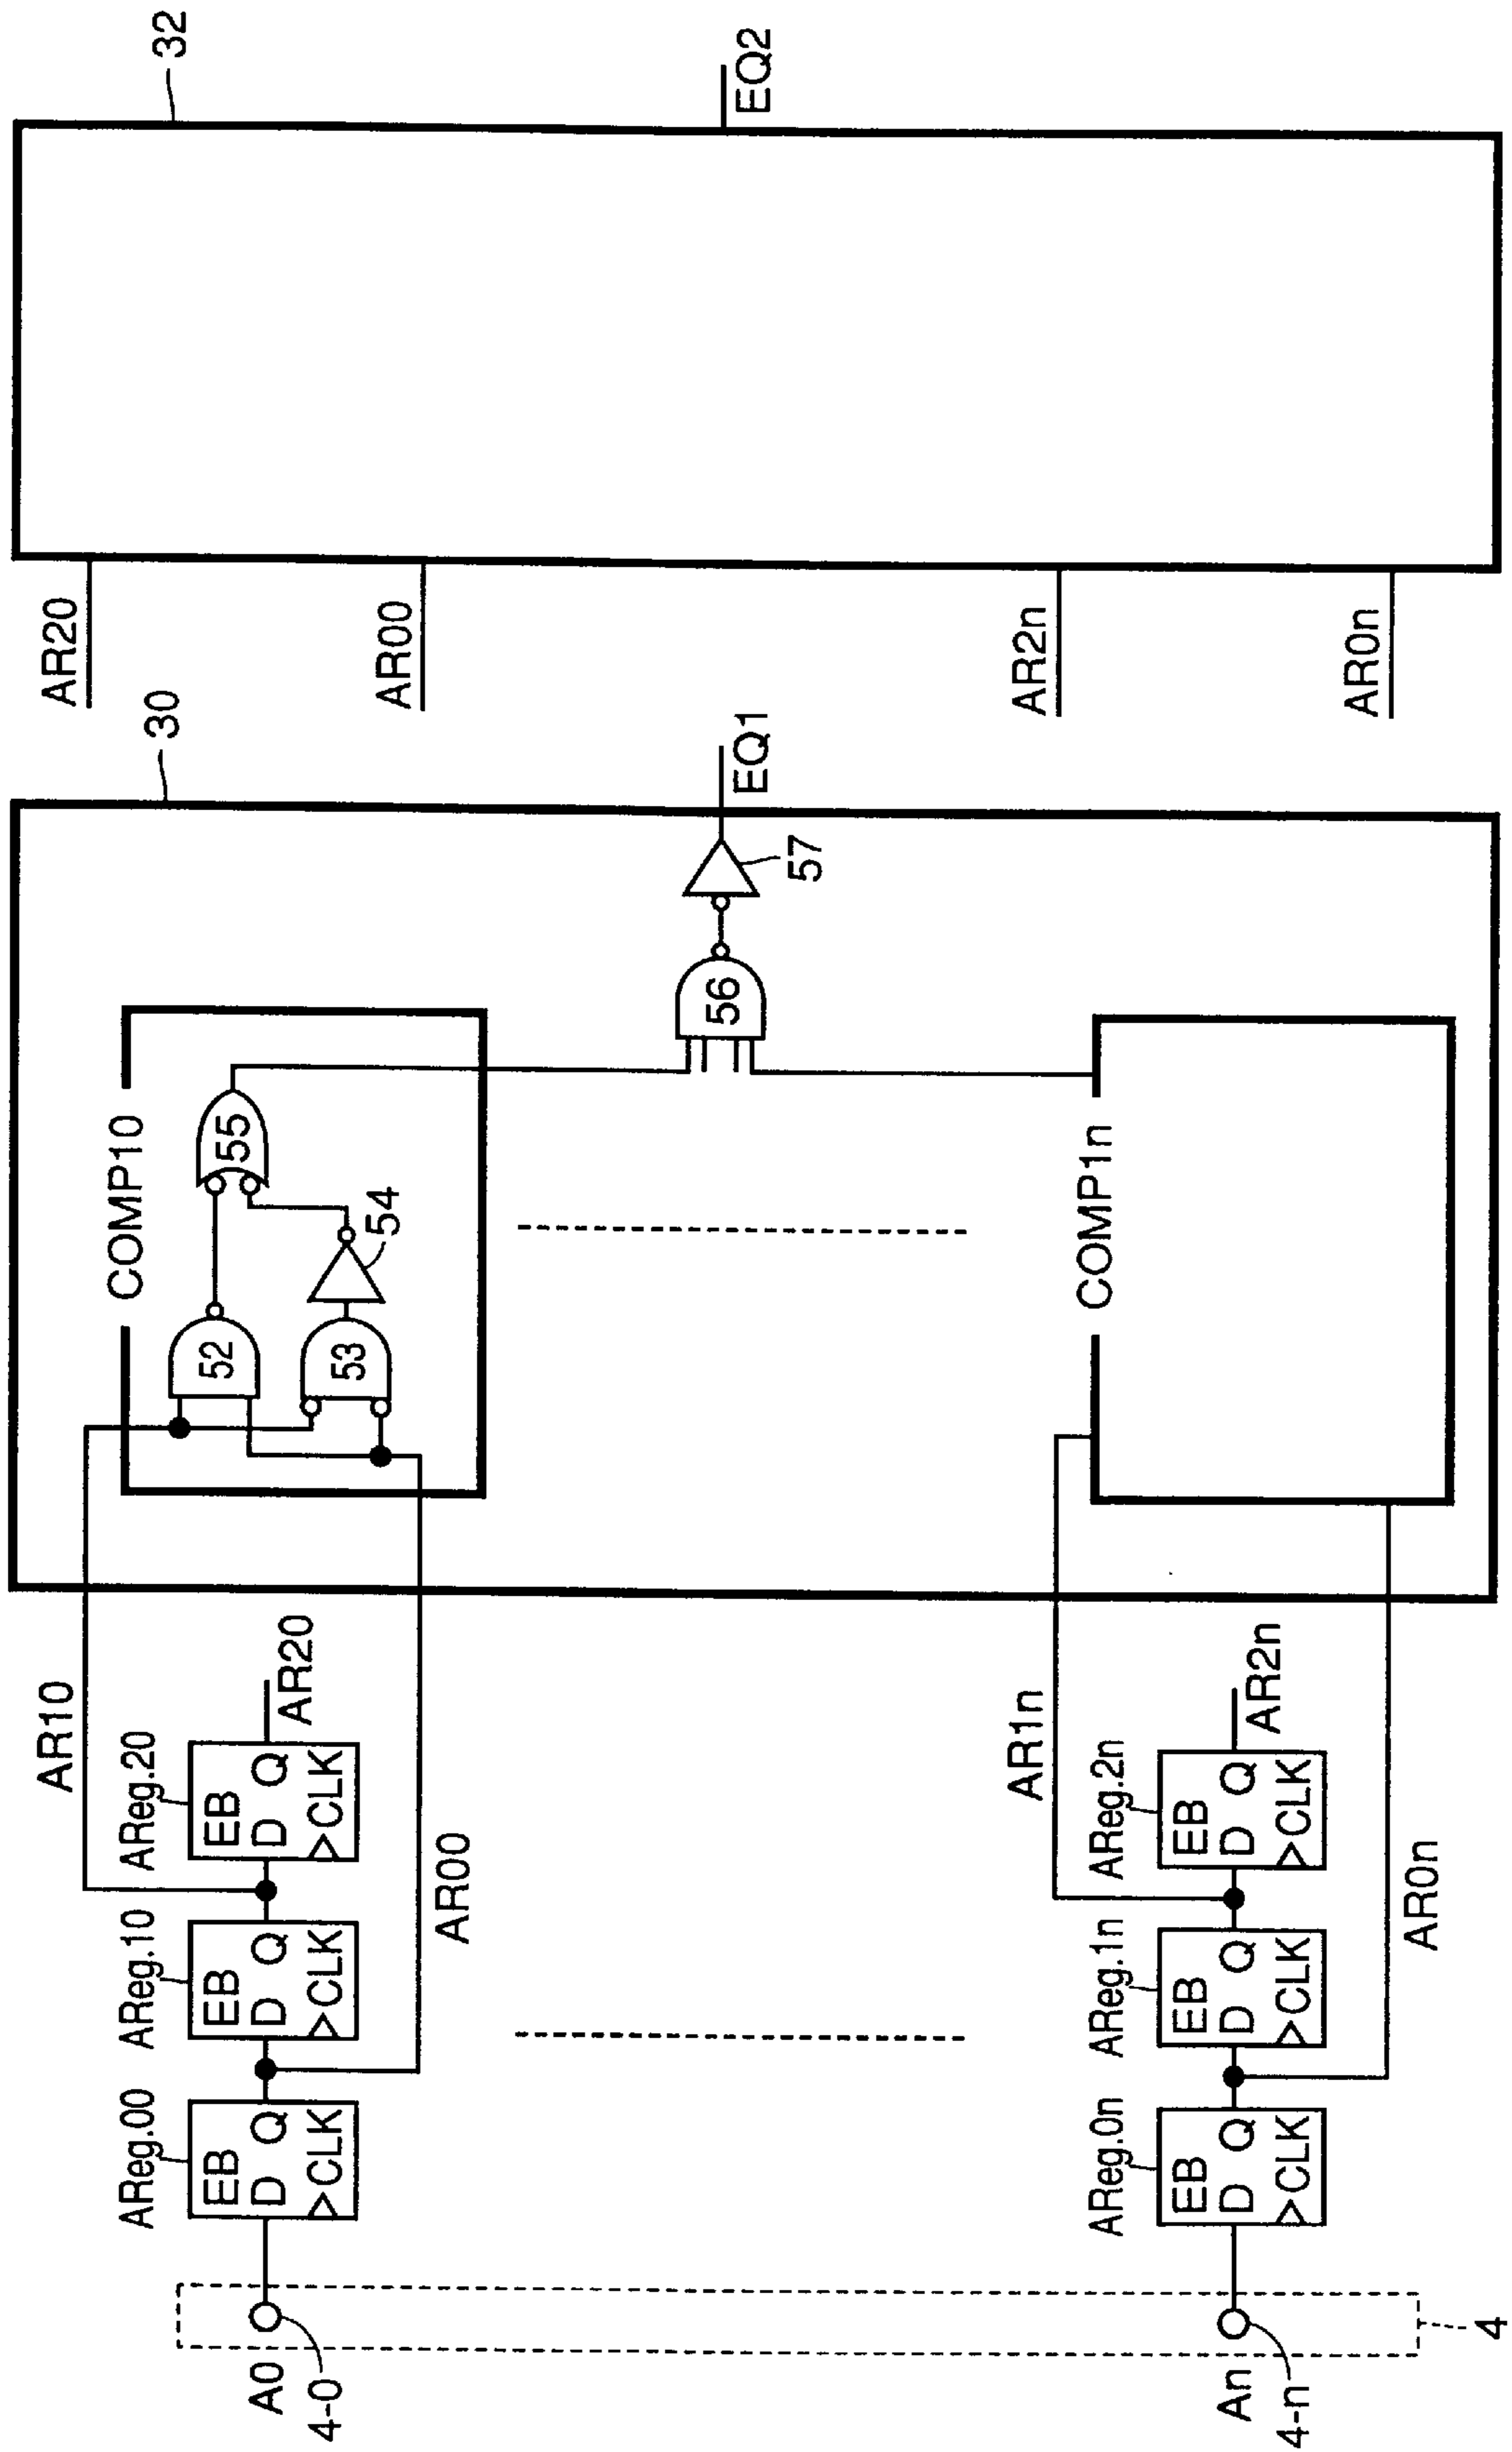 A0
4-0
AReg.00
EB
D Q
>CLK
AReg.10
EB
D Q
>CLK
AReg.20
EB
D Q
>CLK
AR10
AR20
AR00
An
4-n
4
AReg.0n
EB
D Q
>CLK
AReg.1n
EB
D Q
>CLK
AReg.2n
EB
D Q
>CLK
AR1n
AR2n
AR0n
30
COMP10
52
53
54
55
56
57
EQ1
COMP1n
AR20
AR00
AR2n
AR0n
32
EQ2